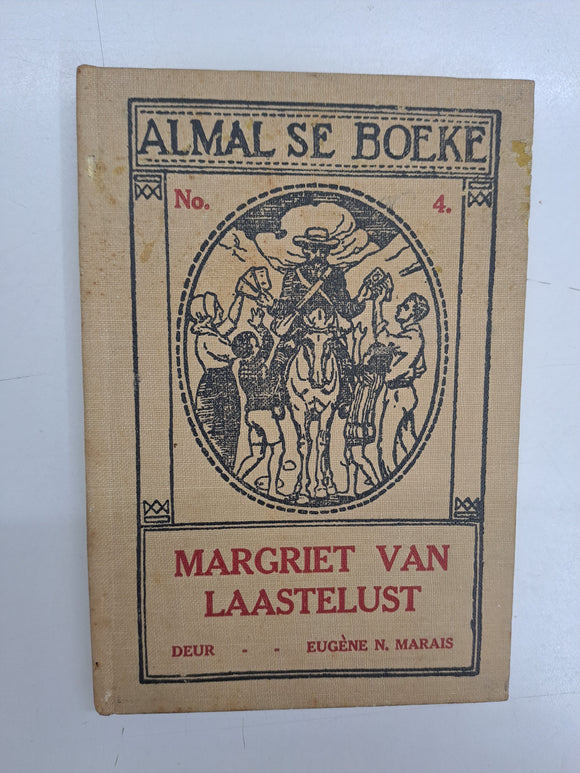 ALMAL SE BOEKE
No. 4.
MARGRIET VAN
LAASTELUST
DEUR - - EUGÈNE N. MARAIS